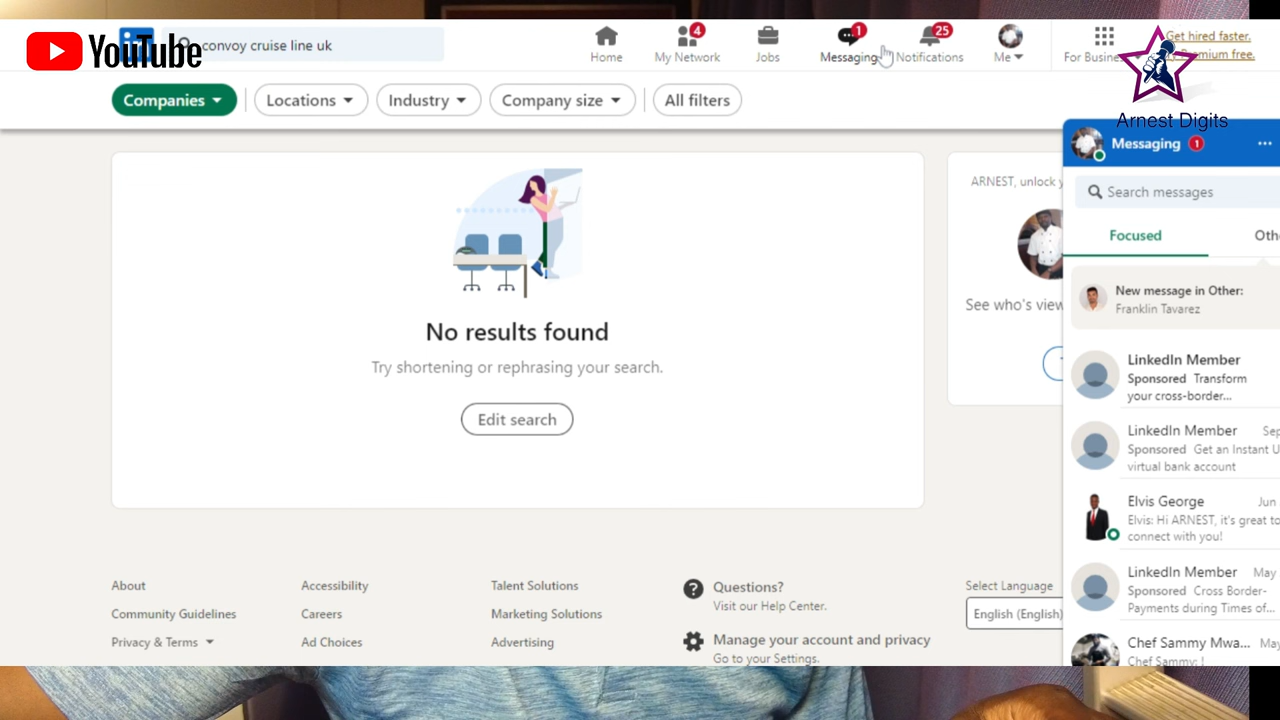 YouTube
convoy cruise line uk
4
1
25
Home
My Network
Jobs
Messaging
Notifications
Me
For
Get hired faster.
Premium free.
Arnest Digits
Companies
Locations
Industry
Company size
All filters
Messaging 1
Search messages
Focused
New message in Other:
Franklin Tavarez
ARNEST, unlock
See who's
No results found
Try shortening or rephrasing your search.
Edit search
LinkedIn Member
Sponsored Transform
your cross-border...
LinkedIn Member Sep
Sponsored Get an Instant U
virtual bank account
Elvis George Jun
Elvis: Hi ARNEST, it's great to
connect with you!
LinkedIn Member May
Sponsored Cross Border-
Payments during Times of...
Chef Sammy Mwa... May
Chef Sammy: !
About
Accessibility
Talent Solutions
Questions?
Visit our Help Center.
Select Language
English (English)
Community Guidelines
Careers
Marketing Solutions
Privacy & Terms
Ad Choices
Advertising
Manage your account and privacy
Go to your Settings.